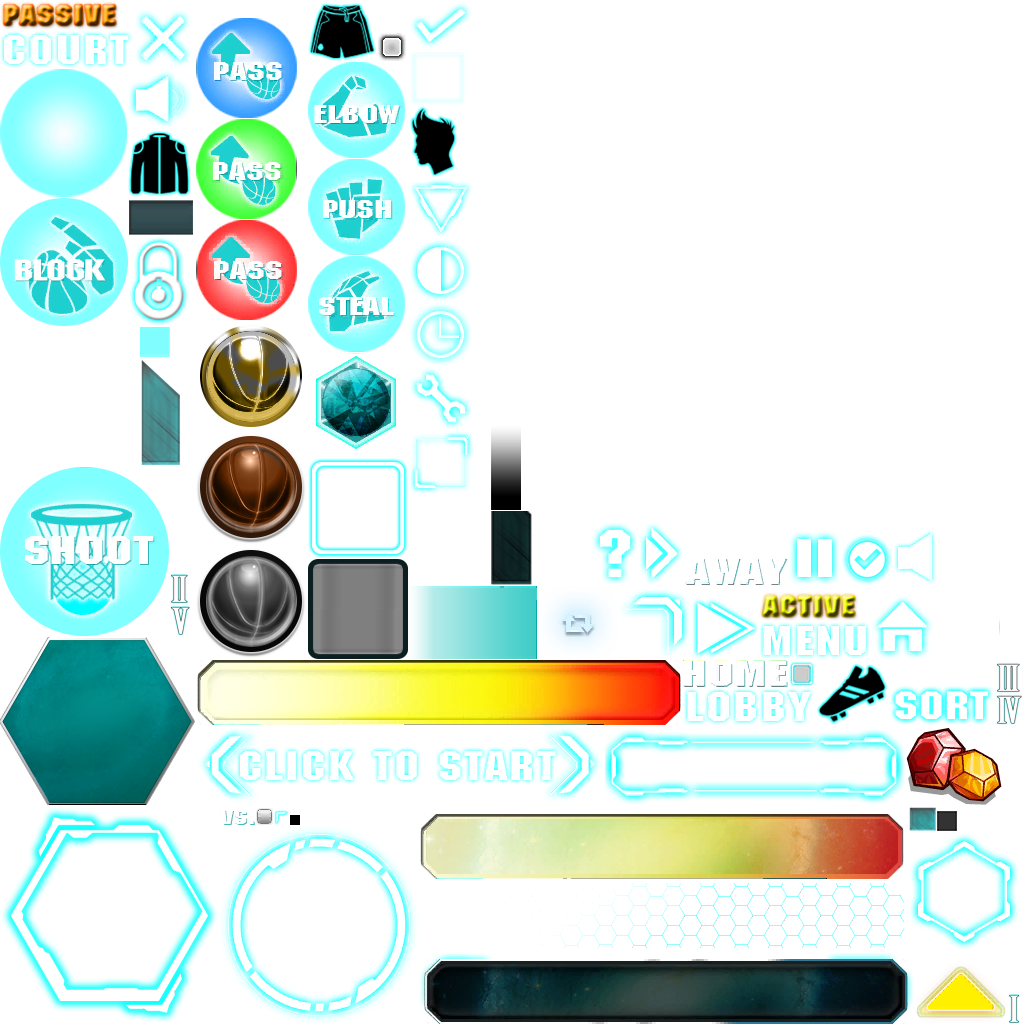 PASSIVE
COURT
PASS
ELBOW
PASS
PUSH
BLOCK
PASS
STEAL
SHOOT
II
V
?
AWAY
ACTIVE
MENU
HOME
III
LOBBY
SORT
IV
CLICK TO START
VS.
I